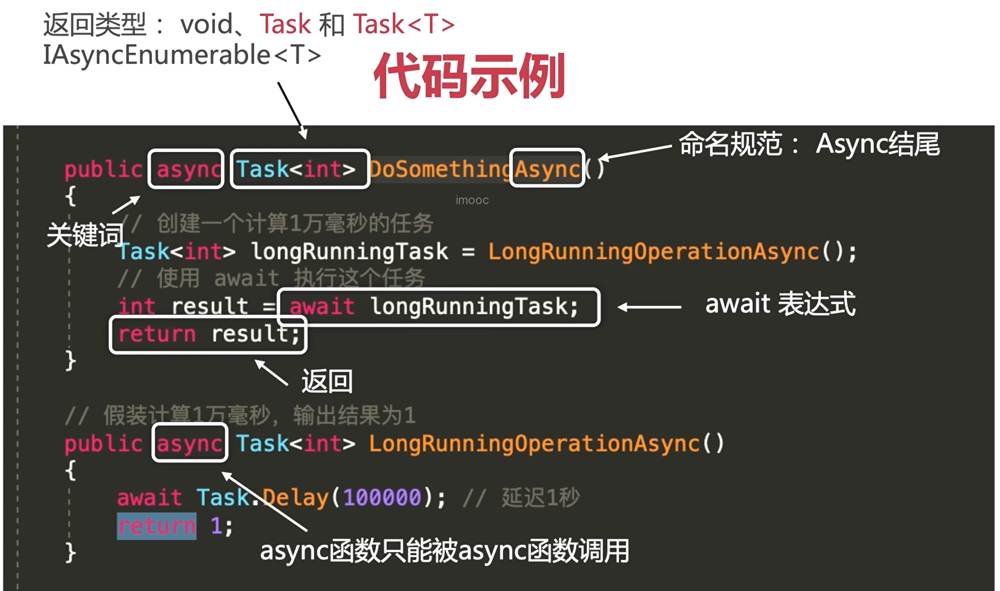 返回类型： void、Task 和 Task<T>
IAsyncEnumerable<T>
代码示例
命名规范： Async结尾
public async Task<int> DoSomethingAsync()
{
imooc
关键词
// 创建一个计算1万毫秒的任务
Task<int> longRunningTask = LongRunningOperationAsync();
// 使用 await 执行这个任务
int result = await longRunningTask;
await 表达式
return result;
}
返回
// 假装计算1万毫秒，输出结果为1
public async Task<int> LongRunningOperationAsync()
{
await Task.Delay(100000); // 延迟1秒
return 1;
async函数只能被async函数调用
}